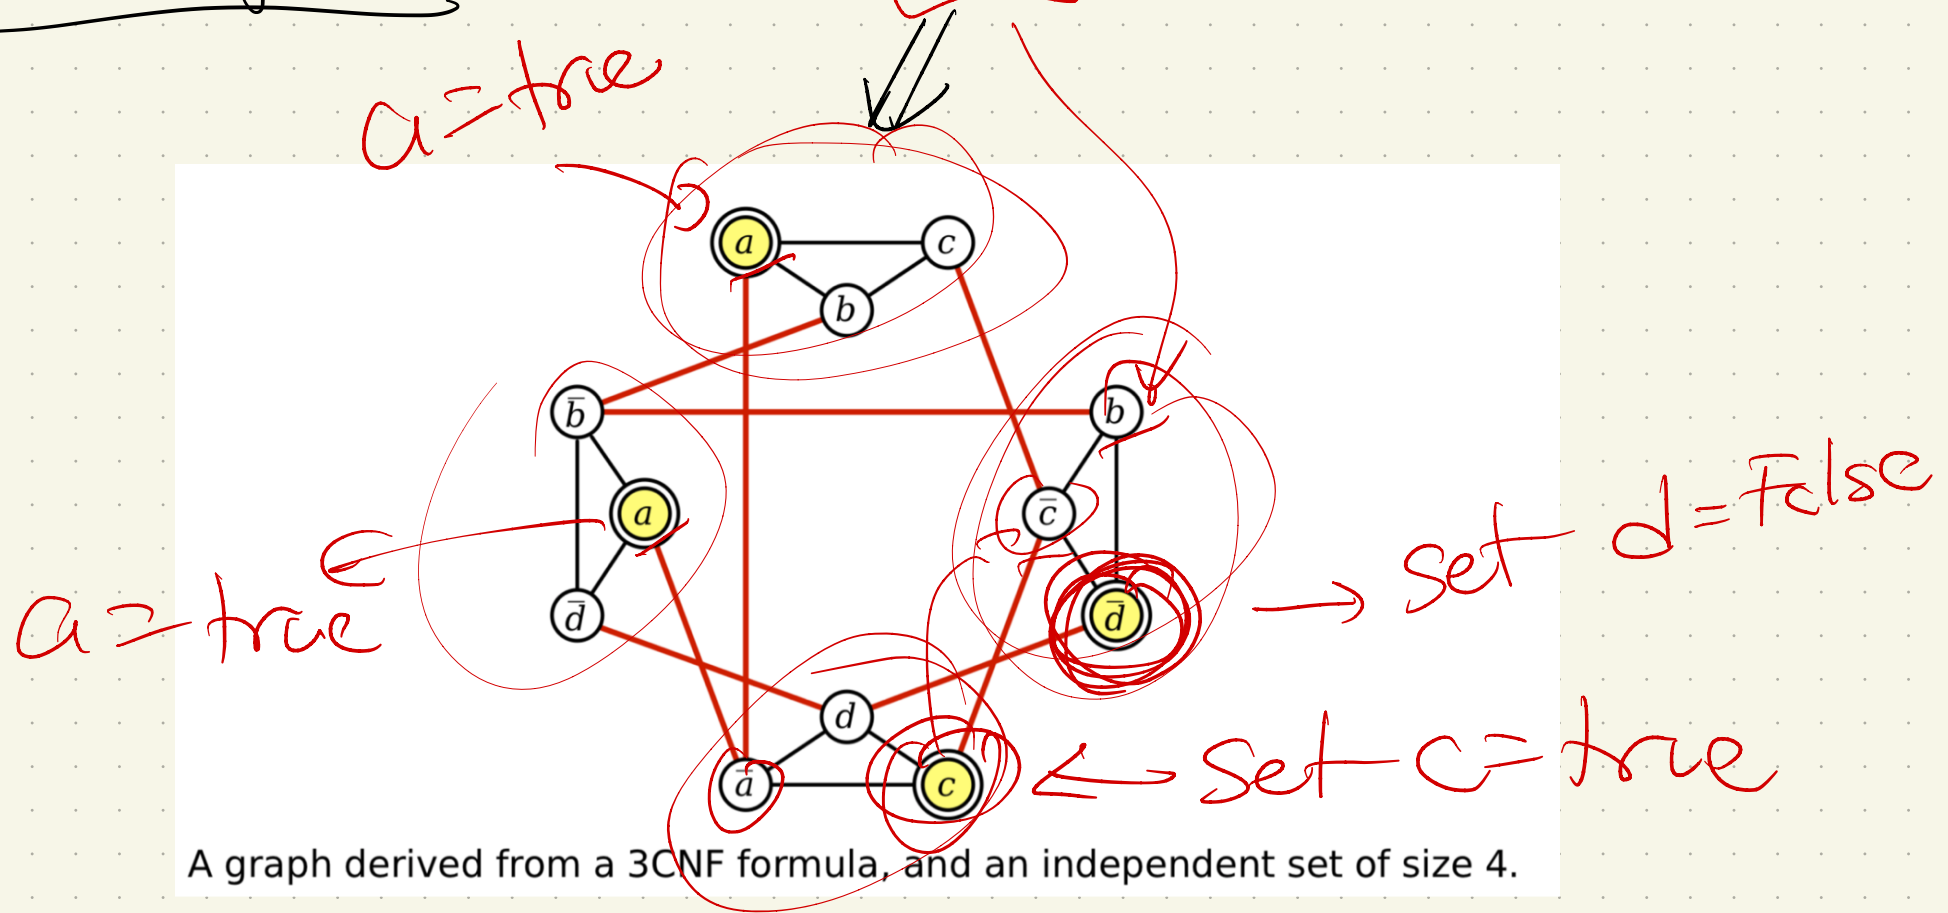 a = true
a
c
b
b̅
b
a
c̅
set d = False
a = true
d̅
d̅
d
a̅
c
set c = true
A graph derived from a 3CNF formula, and an independent set of size 4.